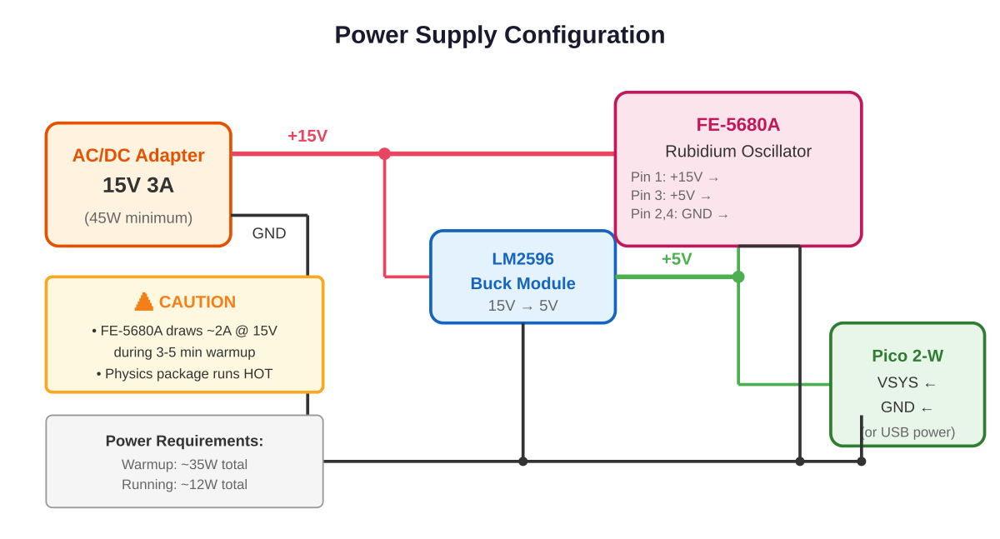 Power Supply Configuration
AC/DC Adapter
15V 3A
(45W minimum)
+15V
GND
FE-5680A
Rubidium Oscillator
Pin 1: +15V →
Pin 3: +5V →
Pin 2,4: GND →
LM2596
Buck Module
15V → 5V
+5V
CAUTION
• FE-5680A draws ~2A @ 15V
during 3-5 min warmup
• Physics package runs HOT
Pico 2-W
VSYS ←
GND ←
(or USB power)
Power Requirements:
Warmup: ~35W total
Running: ~12W total